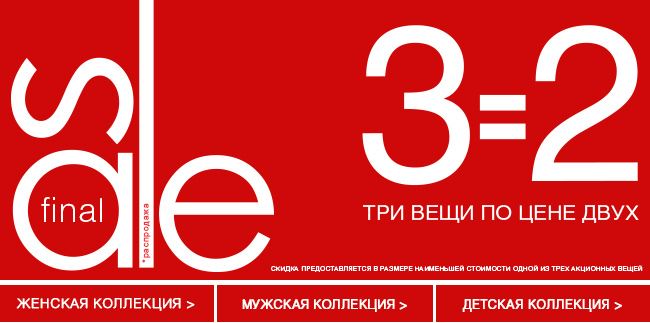 sale
final
*распродажа
3=2
ТРИ ВЕЩИ ПО ЦЕНЕ ДВУХ
СКИДКА ПРЕДОСТАВЛЯЕТСЯ В РАЗМЕРЕ НАИМЕНЬШЕЙ СТОИМОСТИ ОДНОЙ ИЗ ТРЕХ АКЦИОННЫХ ВЕЩЕЙ
ЖЕНСКАЯ КОЛЛЕКЦИЯ >
МУЖСКАЯ КОЛЛЕКЦИЯ >
ДЕТСКАЯ КОЛЛЕКЦИЯ >